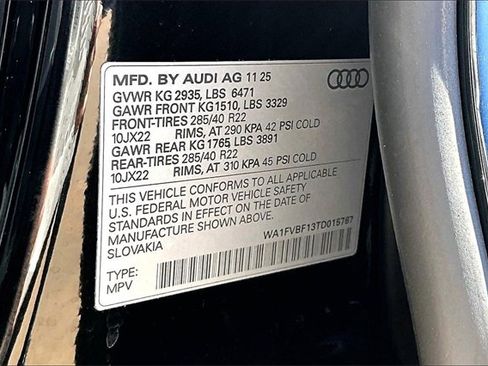 MFD. BY AUDI AG 11 25
GVWR KG 2935, LBS 6471
GAWR FRONT KG1510, LBS 3329
FRONT-TIRES 285/40 R22
10JX22 RIMS, AT 290 KPA 42 PSI COLD
GAWR REAR KG1765, LBS 3891
REAR-TIRES 285/40 R22
10JX22 RIMS, AT 310 KPA 45 PSI COLD
THIS VEHICLE CONFORMS TO ALL APPLICABLE
U.S. FEDERAL MOTOR VEHICLE SAFETY
STANDARDS IN EFFECT ON THE DATE OF
MANUFACTURE SHOWN ABOVE.
SLOVAKIA
WA1FVBF13TD015767
TYPE:
MPV